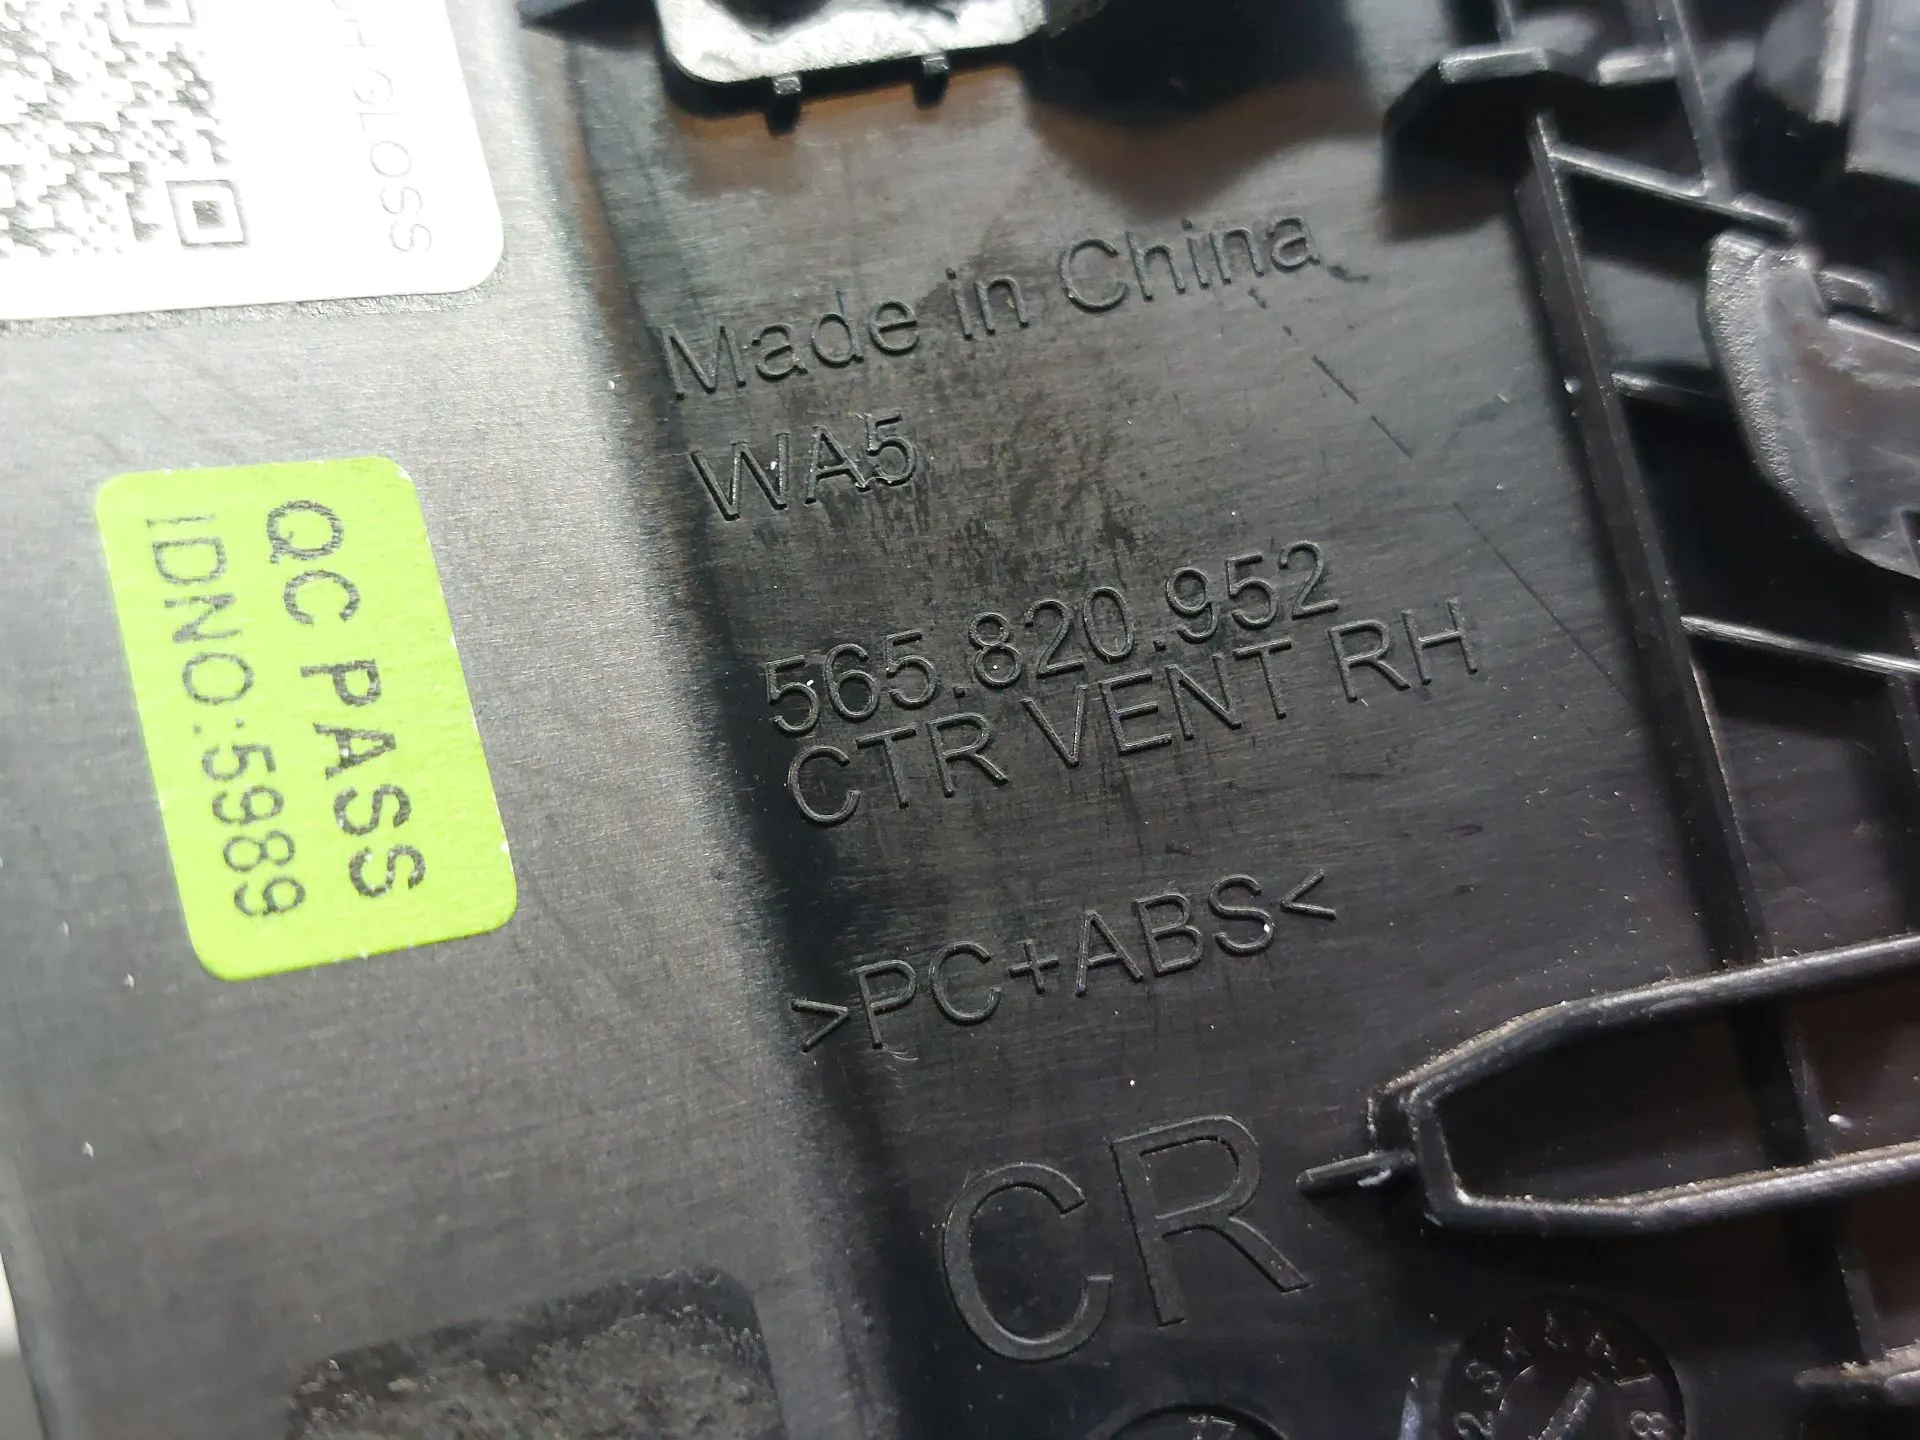 GLOSS
Made in China
WA5
565.820.952
CTR VENT RH
>PC+ABS<
CR
QC PASS
IDNO:5989